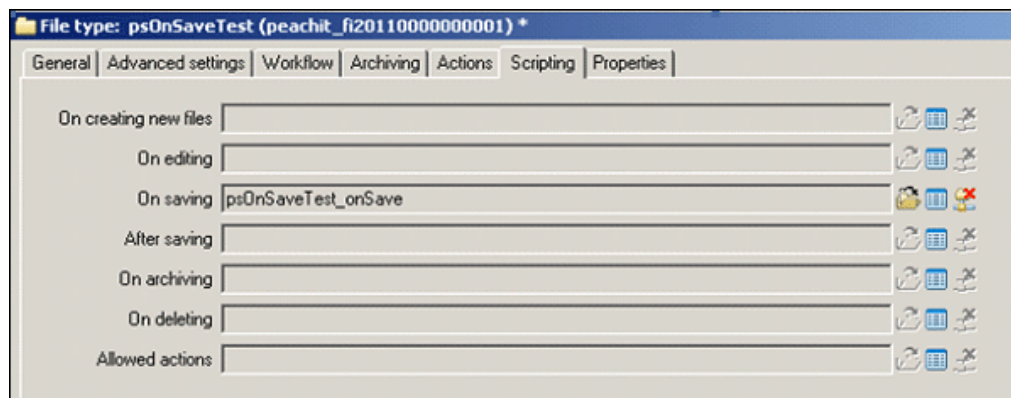 File type: psOnSaveTest (peachit_fi20110000000001) *
General Advanced settings Workflow Archiving Actions Scripting Properties
On creating new files
On editing
On saving psOnSaveTest_onSave
After saving
On archiving
On deleting
Allowed actions